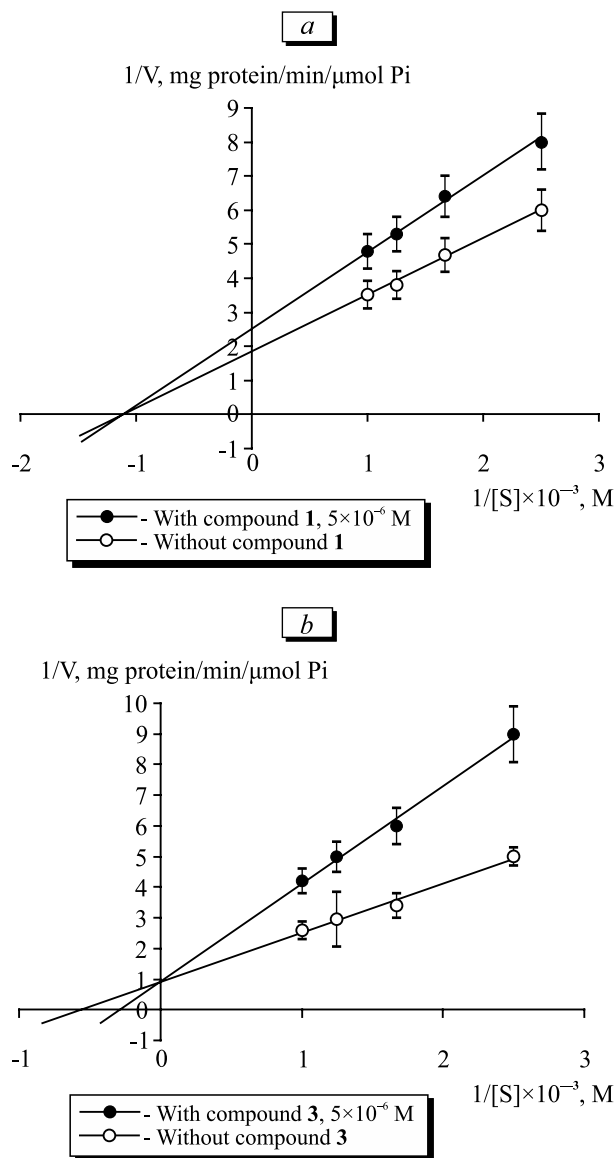 a
1/V, mg protein/min/μmol Pi
9
8
7
6
5
4
3
2
1
0
-1
-2 -1 0 1 2 3
1/[S]×10⁻³, M
- With compound 1, 5×10⁻⁶ M
- Without compound 1
b
1/V, mg protein/min/μmol Pi
10
9
8
7
6
5
4
3
2
1
0
-1
-1 0 1 2 3
1/[S]×10⁻³, M
- With compound 3, 5×10⁻⁶ M
- Without compound 3